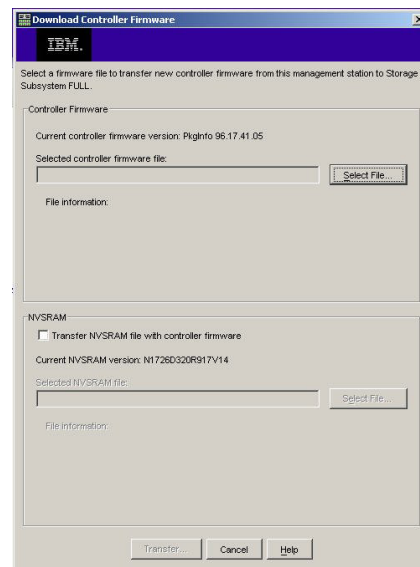 Download Controller Firmware
IBM.
Select a firmware file to transfer new controller firmware from this management station to Storage
Subsystem FULL.
Controller Firmware
Current controller firmware version: PkgInfo 96.17.41.05
Selected controller firmware file:
Select File...
File information:
NVSRAM
Transfer NVSRAM file with controller firmware
Current NVSRAM version: N1726D320R917V14
Selected NVSRAM file:
Select File...
File information:
Transfer... Cancel Help